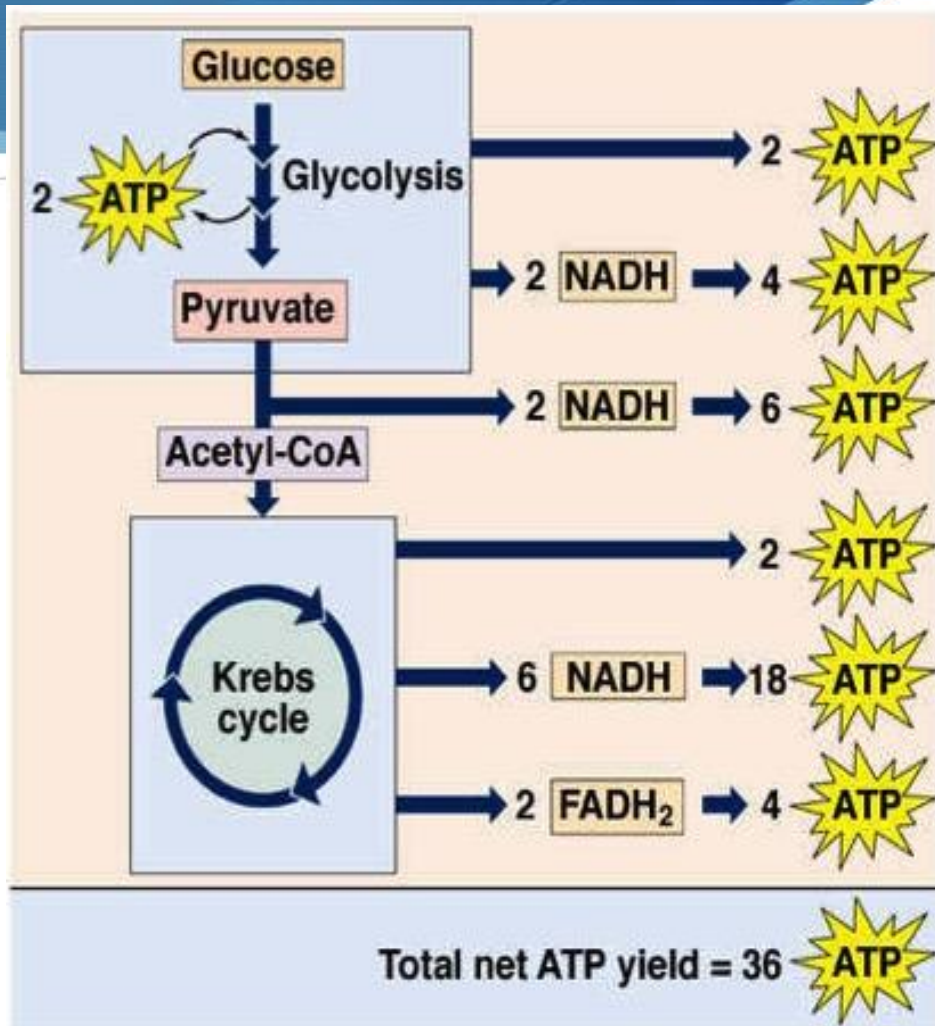 Glucose
2 ATP
Glycolysis
2 ATP
Pyruvate
2 NADH 4 ATP
2 NADH 6 ATP
Acetyl-CoA
2 ATP
Krebs
cycle
6 NADH 18 ATP
2 FADH₂ 4 ATP
Total net ATP yield = 36 ATP